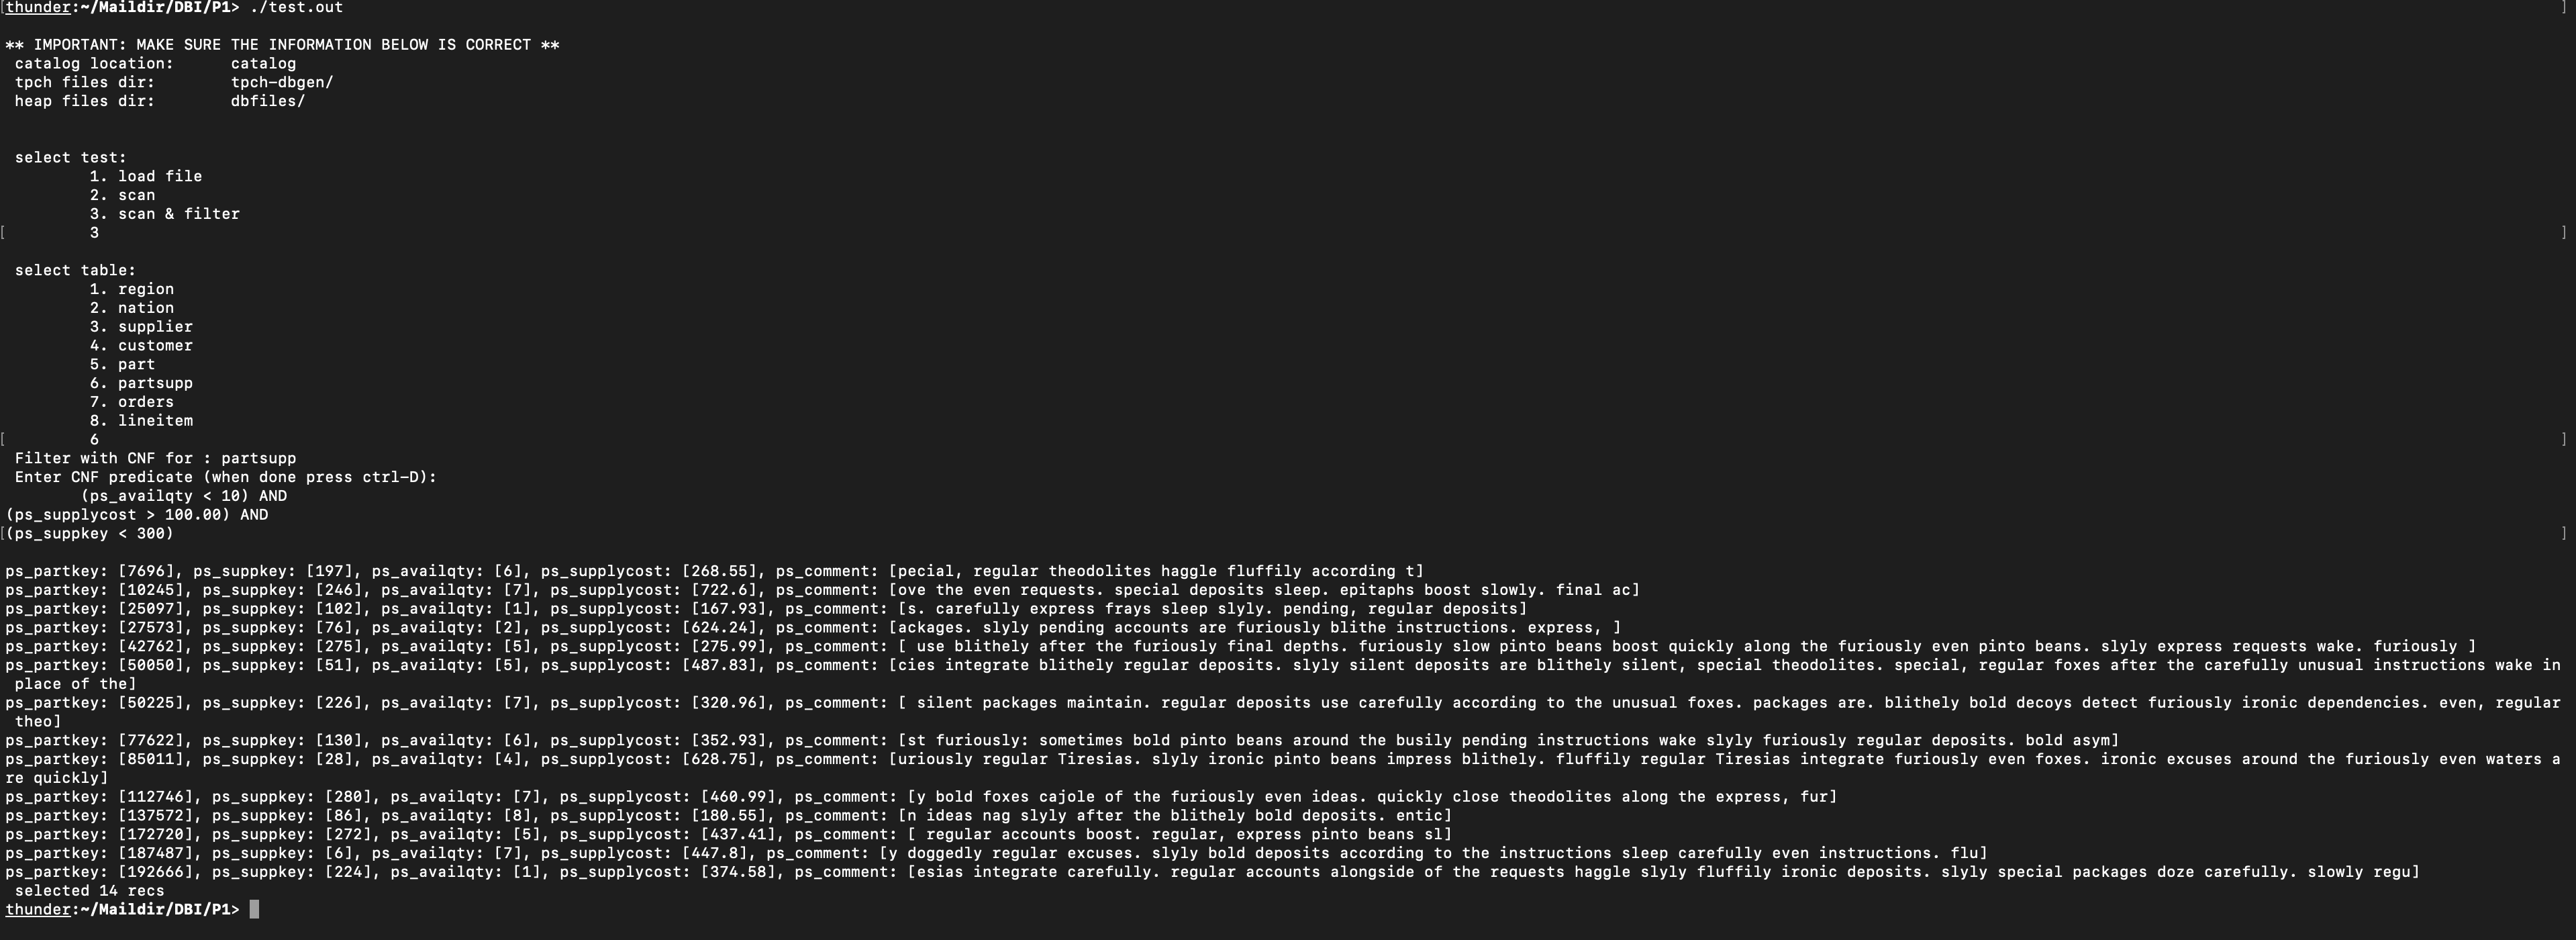 [thunder:~/Maildir/DBI/P1> ./test.out ]
** IMPORTANT: MAKE SURE THE INFORMATION BELOW IS CORRECT **
catalog location: catalog
tpch files dir: tpch-dbgen/
heap files dir: dbfiles/
select test:
1. load file
2. scan
3. scan & filter
[ 3 ]
select table:
1. region
2. nation
3. supplier
4. customer
5. part
6. partsupp
7. orders
8. lineitem
[ 6 ]
Filter with CNF for : partsupp
Enter CNF predicate (when done press ctrl-D):
(ps_availqty < 10) AND
(ps_supplycost > 100.00) AND
[(ps_suppkey < 300) ]
ps_partkey: [7696], ps_suppkey: [197], ps_availqty: [6], ps_supplycost: [268.55], ps_comment: [pecial, regular theodolites haggle fluffily according t]
ps_partkey: [10245], ps_suppkey: [246], ps_availqty: [7], ps_supplycost: [722.6], ps_comment: [ove the even requests. special deposits sleep. epitaphs boost slowly. final ac]
ps_partkey: [25097], ps_suppkey: [102], ps_availqty: [1], ps_supplycost: [167.93], ps_comment: [s. carefully express frays sleep slyly. pending, regular deposits]
ps_partkey: [27573], ps_suppkey: [76], ps_availqty: [2], ps_supplycost: [624.24], ps_comment: [ackages. slyly pending accounts are furiously blithe instructions. express, ]
ps_partkey: [42762], ps_suppkey: [275], ps_availqty: [5], ps_supplycost: [275.99], ps_comment: [ use blithely after the furiously final depths. furiously slow pinto beans boost quickly along the furiously even pinto beans. slyly express requests wake. furiously ]
ps_partkey: [50050], ps_suppkey: [51], ps_availqty: [5], ps_supplycost: [487.83], ps_comment: [cies integrate blithely regular deposits. slyly silent deposits are blithely silent, special theodolites. special, regular foxes after the carefully unusual instructions wake in
place of the]
ps_partkey: [50225], ps_suppkey: [226], ps_availqty: [7], ps_supplycost: [320.96], ps_comment: [ silent packages maintain. regular deposits use carefully according to the unusual foxes. packages are. blithely bold decoys detect furiously ironic dependencies. even, regular
theo]
ps_partkey: [77622], ps_suppkey: [130], ps_availqty: [6], ps_supplycost: [352.93], ps_comment: [st furiously: sometimes bold pinto beans around the busily pending instructions wake slyly furiously regular deposits. bold asym]
ps_partkey: [85011], ps_suppkey: [28], ps_availqty: [4], ps_supplycost: [628.75], ps_comment: [uriously regular Tiresias. slyly ironic pinto beans impress blithely. fluffily regular Tiresias integrate furiously even foxes. ironic excuses around the furiously even waters a
re quickly]
ps_partkey: [112746], ps_suppkey: [280], ps_availqty: [7], ps_supplycost: [460.99], ps_comment: [y bold foxes cajole of the furiously even ideas. quickly close theodolites along the express, fur]
ps_partkey: [137572], ps_suppkey: [86], ps_availqty: [8], ps_supplycost: [180.55], ps_comment: [n ideas nag slyly after the blithely bold deposits. entic]
ps_partkey: [172720], ps_suppkey: [272], ps_availqty: [5], ps_supplycost: [437.41], ps_comment: [ regular accounts boost. regular, express pinto beans sl]
ps_partkey: [187487], ps_suppkey: [6], ps_availqty: [7], ps_supplycost: [447.8], ps_comment: [y doggedly regular excuses. slyly bold deposits according to the instructions sleep carefully even instructions. flu]
ps_partkey: [192666], ps_suppkey: [224], ps_availqty: [1], ps_supplycost: [374.58], ps_comment: [esias integrate carefully. regular accounts alongside of the requests haggle slyly fluffily ironic deposits. slyly special packages doze carefully. slowly regu]
selected 14 recs
thunder:~/Maildir/DBI/P1>